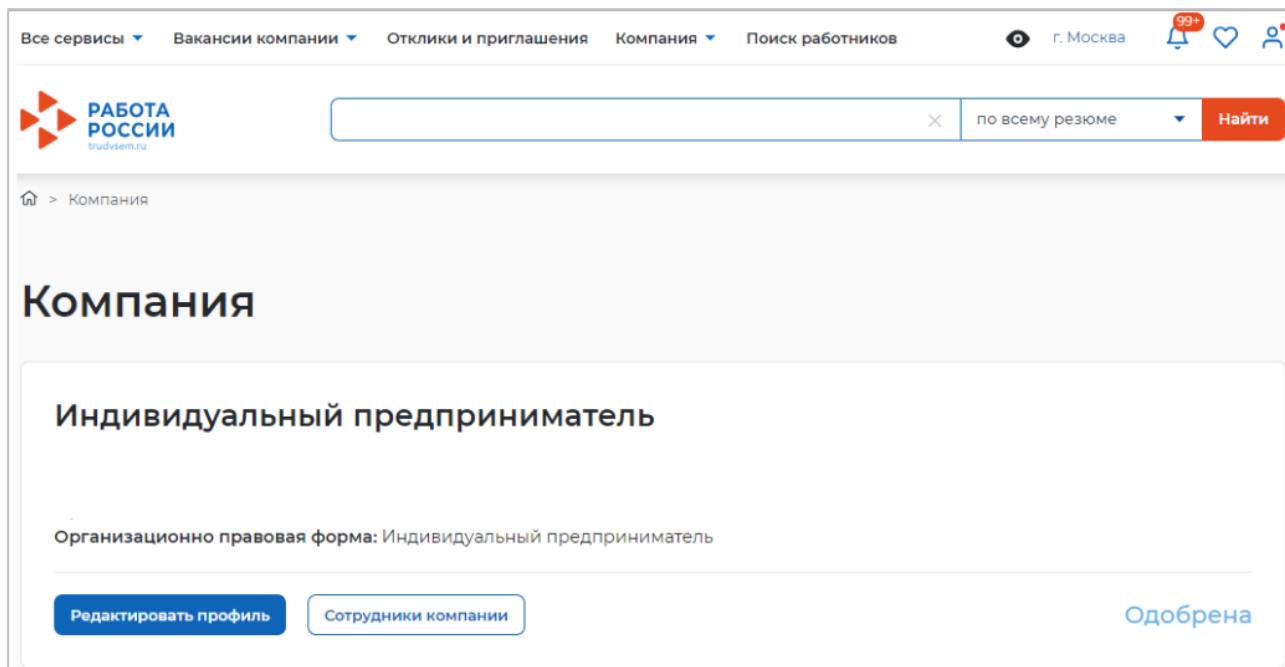 Все сервисы Вакансии компании Отклики и приглашения Компания Поиск работников г. Москва 99+
РАБОТА
РОССИИ
trudvsem.ru
по всему резюме Найти
> Компания
Компания
Индивидуальный предприниматель
Организационно правовая форма: Индивидуальный предприниматель
Редактировать профиль Сотрудники компании Одобрена